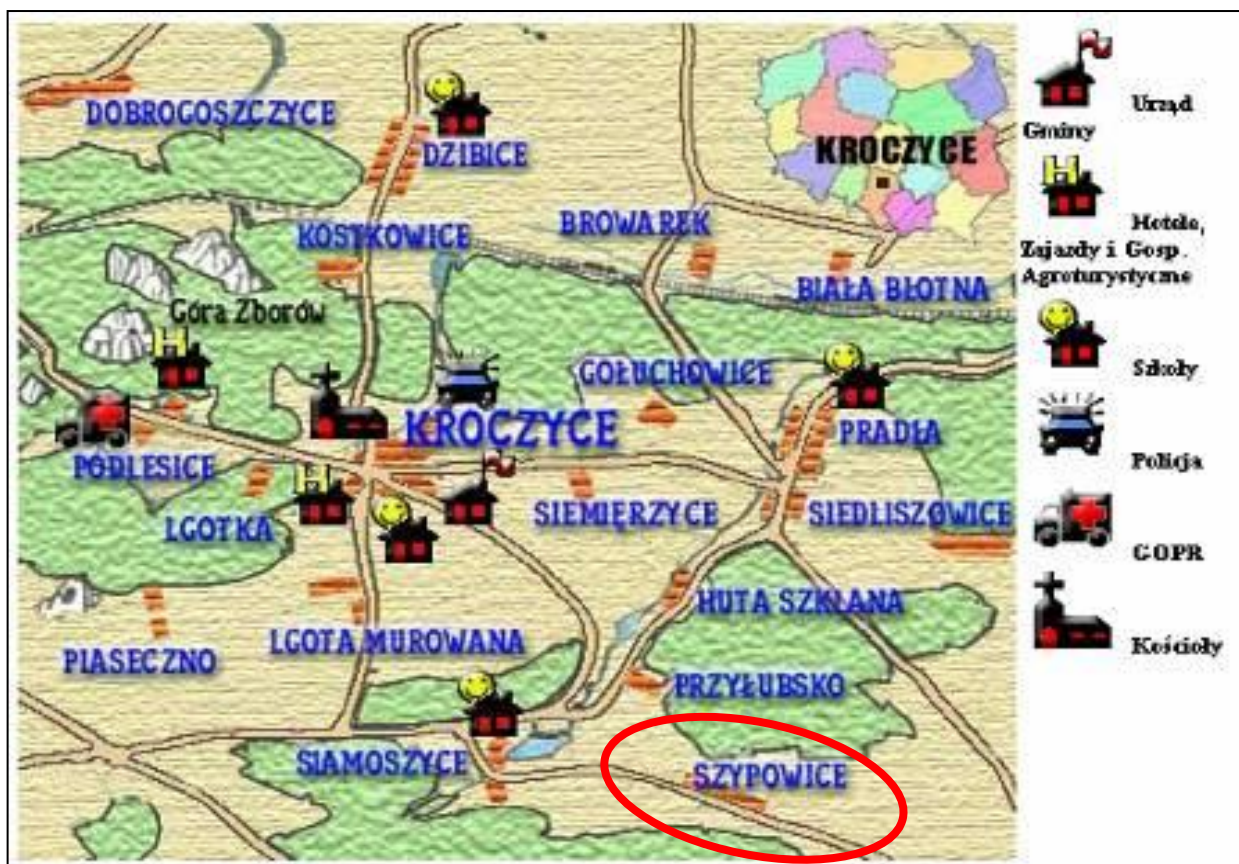 DOBROGOSZCZYCE
DZIBICE
KROCZYCE
KOSTKOWICE
BROWAREK
BIAŁA BŁOTNA
Góra Zborów
GOŁUCHOWICE
KROCZYCE
PRADŁA
PODLESICE
LGOTKA
SIEMIĘRZYCE
SIEDLISZOWICE
HUTA SZKLANA
LGOTA MUROWANA
PIASECZNO
PRZYŁUBSKO
SIAMOSZYCE
SZYPOWICE
Urząd
Gminy
Hotele,
Zajazdy i Gosp.
Agroturystyczne
Szkoły
Policja
GOPR
Kościoły